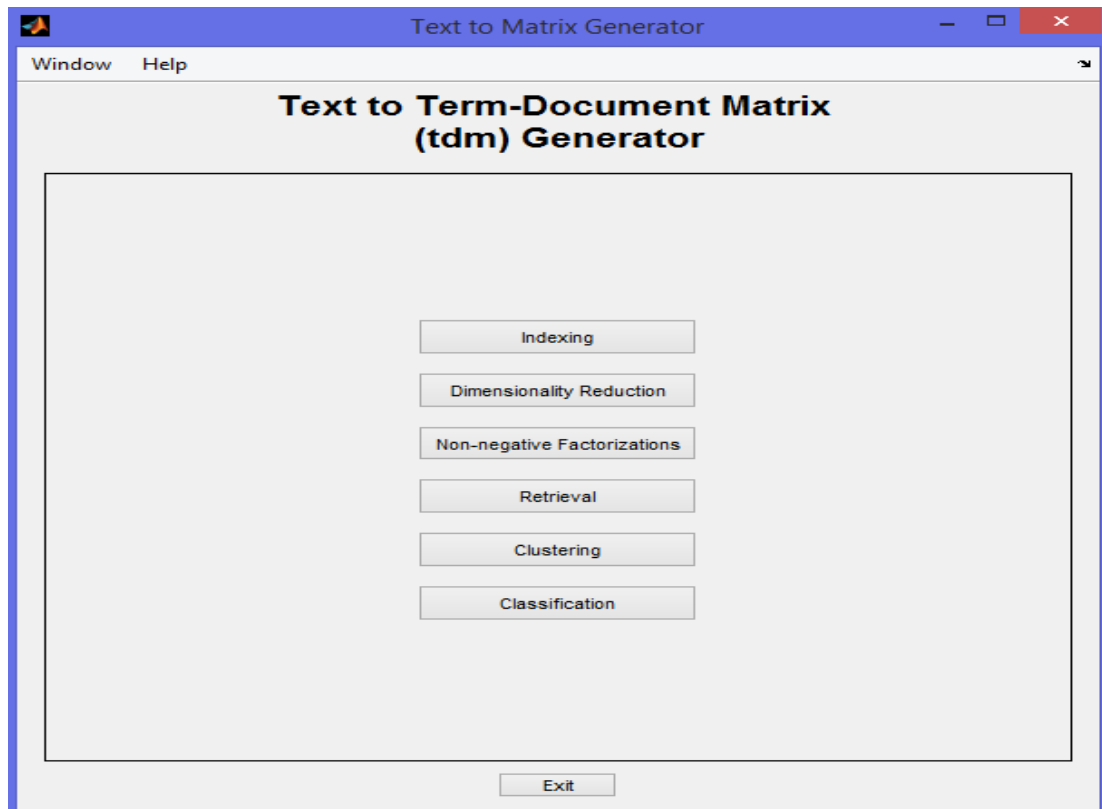 Text to Matrix Generator
Window Help
Text to Term-Document Matrix
(tdm) Generator
Indexing
Dimensionality Reduction
Non-negative Factorizations
Retrieval
Clustering
Classification
Exit